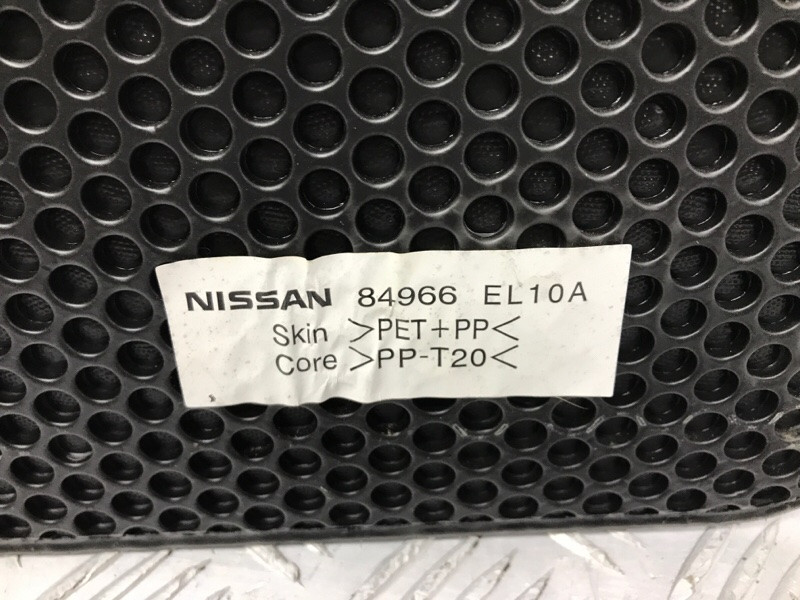 NISSAN 84966 EL10A
Skin >PET+PP<
Core >PP-T20<